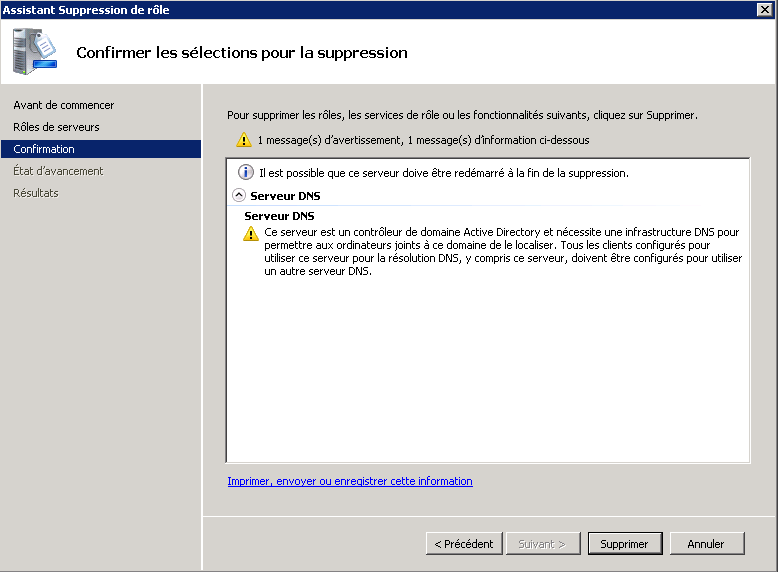 Assistant Suppression de rôle
Confirmer les sélections pour la suppression
Avant de commencer
Rôles de serveurs
Confirmation
État d'avancement
Résultats
Pour supprimer les rôles, les services de rôle ou les fonctionnalités suivants, cliquez sur Supprimer.
1 message(s) d'avertissement, 1 message(s) d'information ci-dessous
Il est possible que ce serveur doive être redémarré à la fin de la suppression.
Serveur DNS
Serveur DNS
Ce serveur est un contrôleur de domaine Active Directory et nécessite une infrastructure DNS pour
permettre aux ordinateurs joints à ce domaine de le localiser. Tous les clients configurés pour
utiliser ce serveur pour la résolution DNS, y compris ce serveur, doivent être configurés pour utiliser
un autre serveur DNS.
Imprimer, envoyer ou enregistrer cette information
< Précédent
Suivant >
Supprimer
Annuler